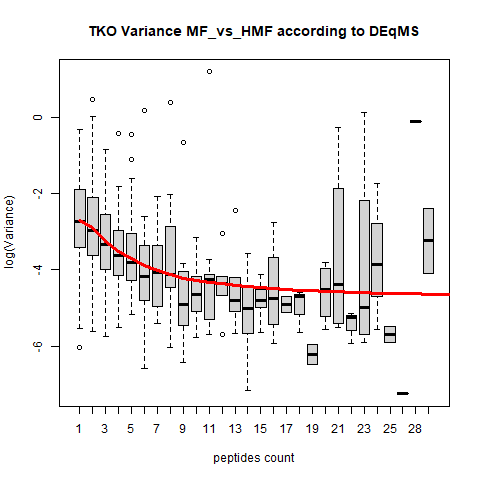 TKO Variance MF_vs_HMF according to DEqMS
log(Variance)
0
-2
-4
-6
1 3 5 7 9 11 13 15 17 19 21 23 25 28
peptides count